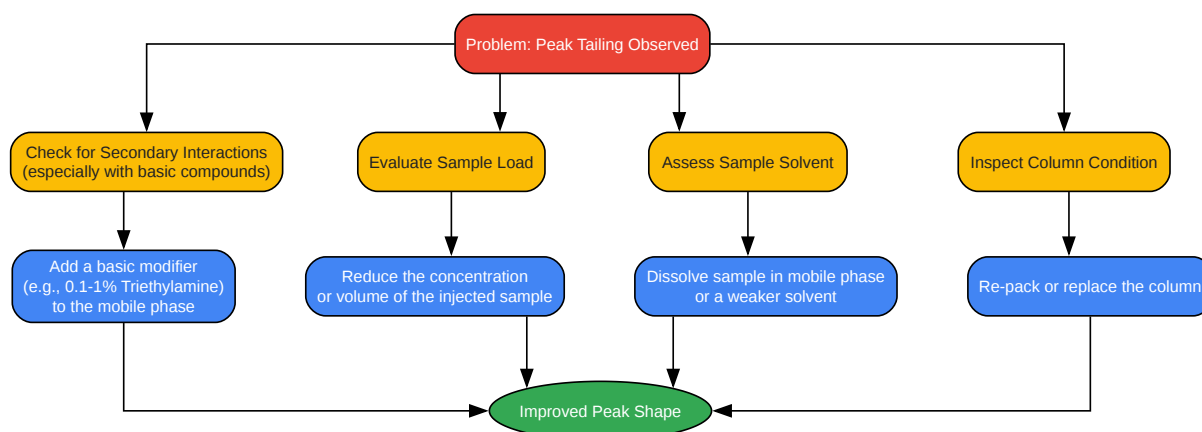 Problem: Peak Tailing Observed
Check for Secondary Interactions
(especially with basic compounds)
Evaluate Sample Load
Assess Sample Solvent
Inspect Column Condition
Add a basic modifier
(e.g., 0.1-1% Triethylamine)
to the mobile phase
Reduce the concentration
or volume of the injected sample
Dissolve sample in mobile phase
or a weaker solvent
Re-pack or replace the column
Improved Peak Shape